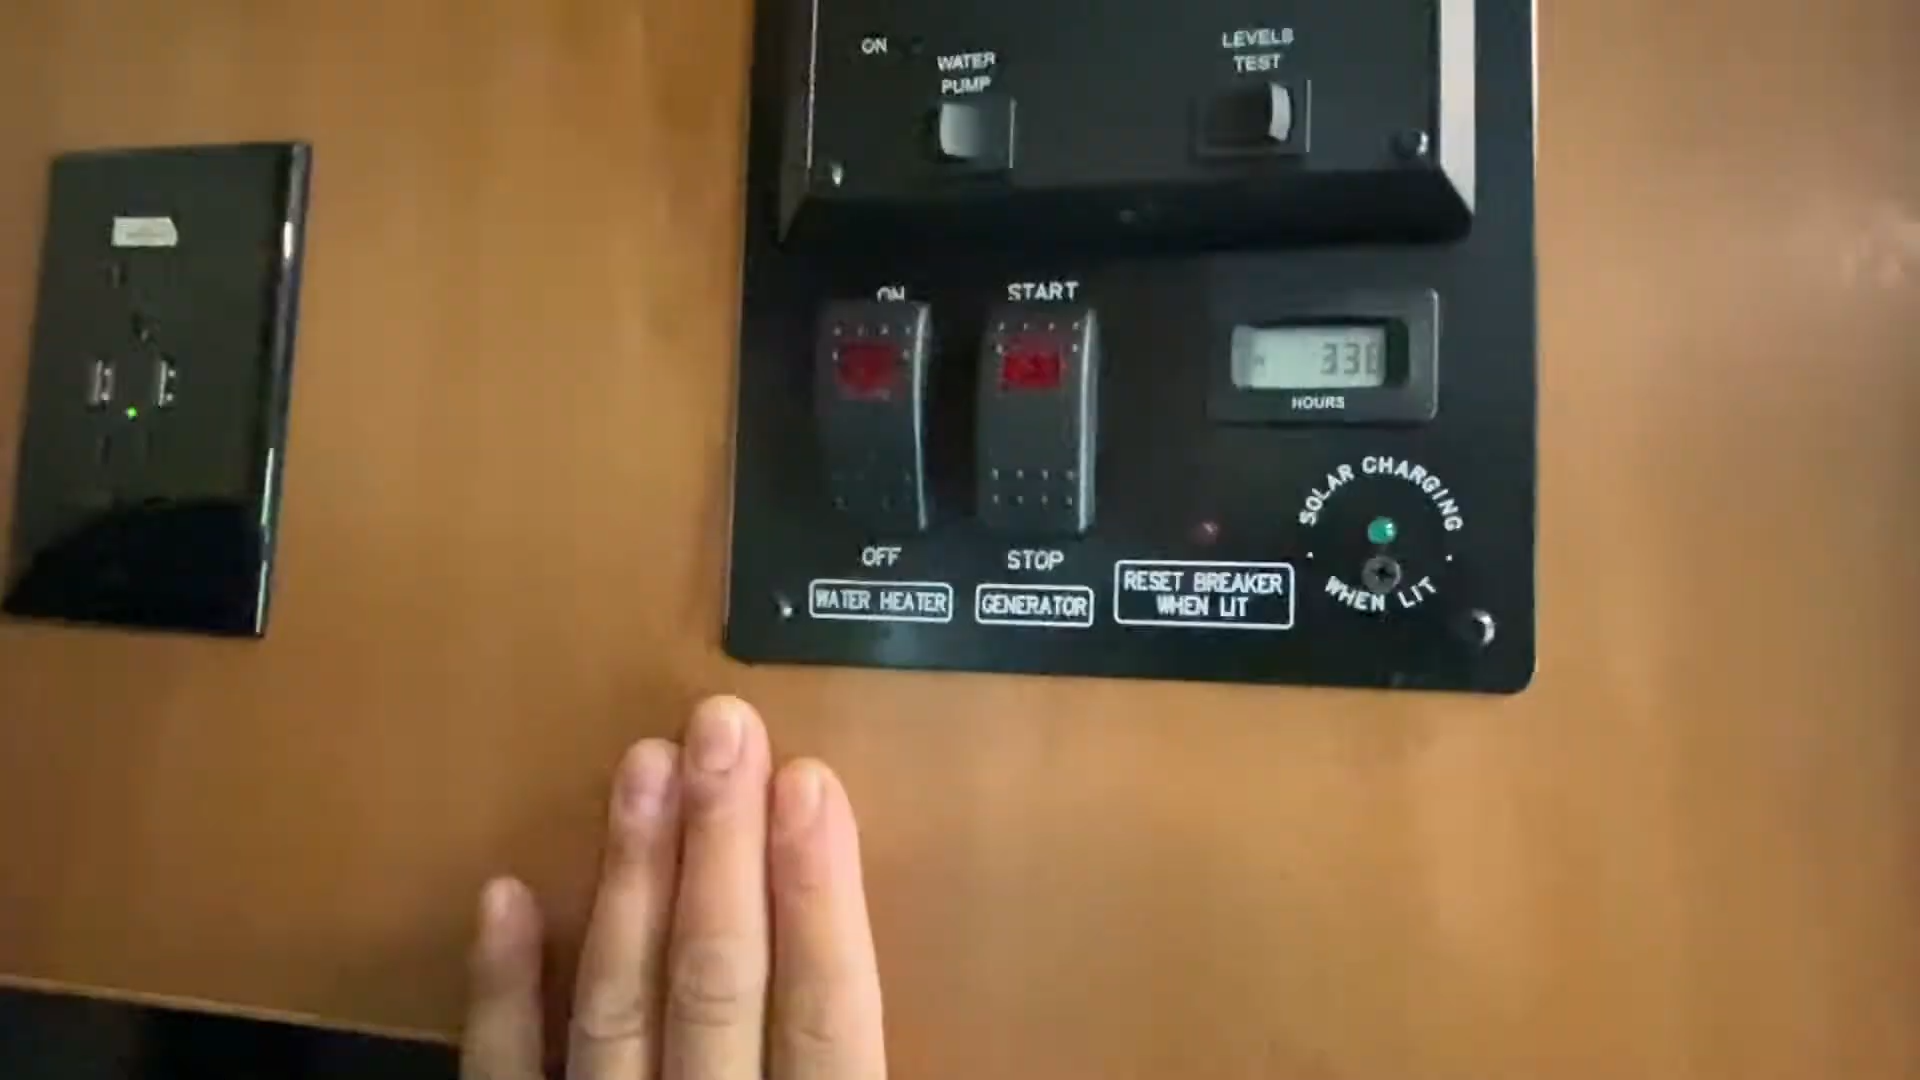 ON
WATER
PUMP
LEVELS
TEST
ON
START
HOURS
OFF
STOP
WATER HEATER
GENERATOR
RESET BREAKER
WHEN LIT
SOLAR CHARGING
WHEN LIT